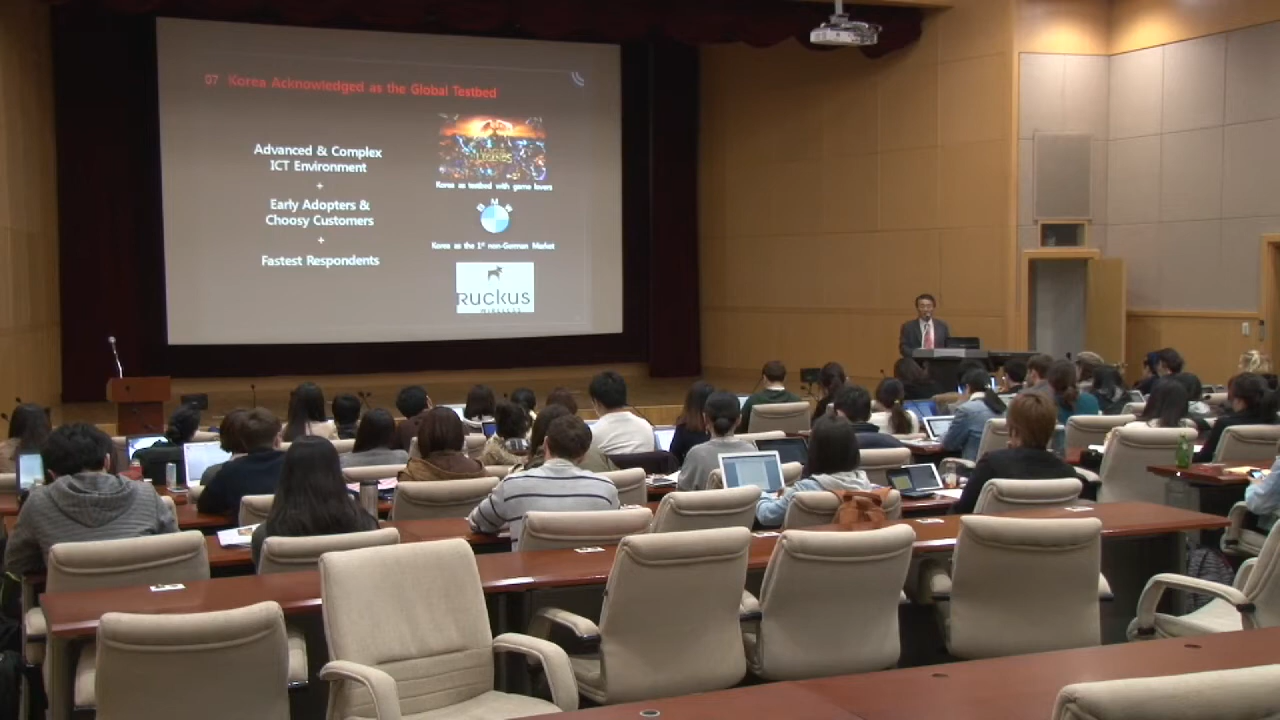 07 Korea Acknowledged as the Global Testbed
Advanced & Complex
ICT Environment
+
Early Adopters &
Choosy Customers
+
Fastest Respondents
Korea as testbed with game lovers
BMW
Korea as the 1st non-German Market
RUCKUS